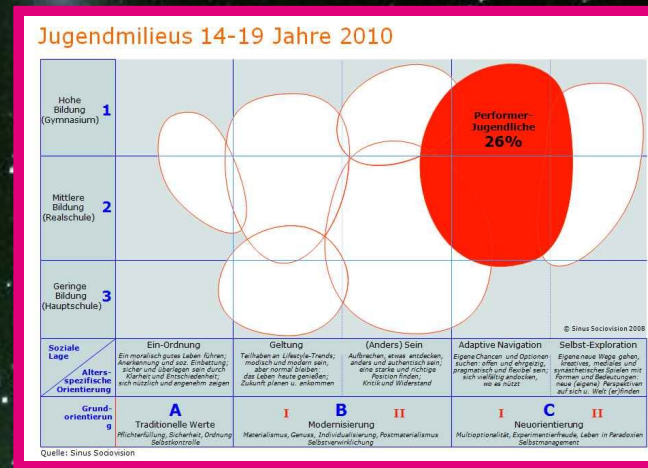 Jugendmilieus 14-19 Jahre 2010
Hohe
Bildung
(Gymnasium)
1
Performer-
Jugendliche
26%
Mittlere
Bildung
(Realschule)
2
Geringe
Bildung
(Hauptschule)
3
© Sinus Sociovision 2008
Soziale
Lage
Alters-
spezifische
Orientierung
Ein-Ordnung
Ein moralisch gutes Leben führen;
Anerkennung und soz. Einbettung;
sicher und überlegen sein durch
Klarheit und Entschiedenheit;
sich nützlich und angenehm zeigen
Geltung
Teilhaben an Lifestyle-Trends;
modisch und modern sein,
aber normal bleiben:
das Leben heute genießen;
Zukunft planen u. ankommen
(Anders) Sein
Aufbrechen, etwas entdecken,
anders und authentisch sein;
eine starke und richtige
Position finden;
Kritik und Widerstand
Adaptive Navigation
Eigene Chancen und Optionen
suchen: offen und ehrgeizig,
pragmatisch und flexibel sein;
sich vielfältig andocken,
wo es nützt
Selbst-Exploration
Eigene neue Wege gehen,
kreatives, mediales und
synästhetisches Spielen mit
Formen und Bedeutungen:
neue (eigene) Perspektiven
auf sich u. Welt (er)finden
Grund-
orientierun
g
A
Traditionelle Werte
Pflichterfüllung, Sicherheit, Ordnung
Selbstkontrolle
I B II
Modernisierung
Materialismus, Genuss, Individualisierung, Postmaterialismus
Selbstverwirklichung
I C II
Neuorientierung
Multioptionalität, Experimentierfreude, Leben in Paradoxien
Selbstmanagement
Quelle: Sinus Sociovision